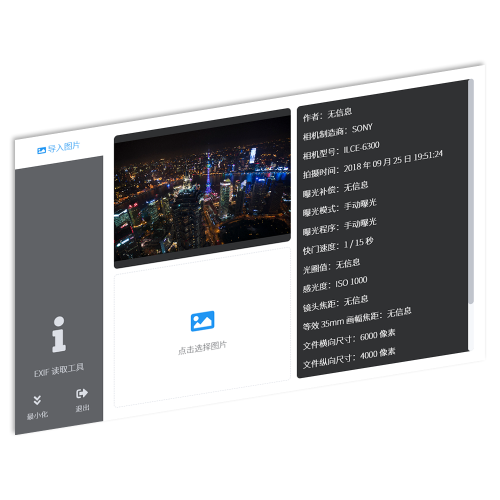 导入图片
EXIF 读取工具
最小化
退出
点击选择图片
作者：无信息
相机制造商：SONY
相机型号：ILCE-6300
拍摄时间：2018 年 09 月 25 日 19:51:24
曝光补偿：无信息
曝光模式：手动曝光
曝光程序：手动曝光
快门速度：1 / 15 秒
光圈值：无信息
感光度：ISO 1000
镜头焦距：无信息
等效 35mm 画幅焦距：无信息
文件横向尺寸：6000 像素
文件纵向尺寸：4000 像素